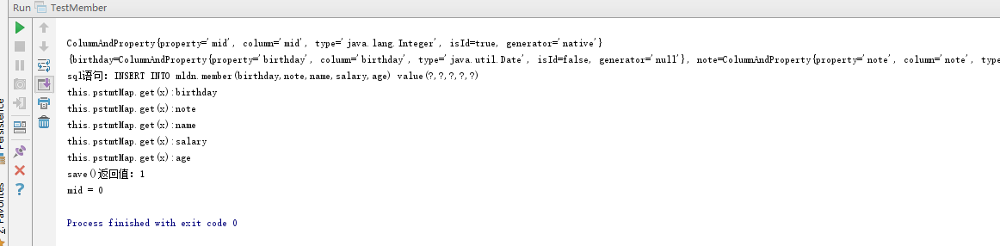 Run TestMember
ColumnAndProperty{property='mid', column='mid', type='java.lang.Integer', isId=true, generator='native'}
{birthday=ColumnAndProperty{property='birthday', column='birthday', type='java.util.Date', isId=false, generator='null'}, note=ColumnAndProperty{property='note', column='note', type
sql语句：INSERT INTO mldn.member(birthday,note,name,salary,age) value(?,?,?,?,?)
this.pstmtMap.get(x):birthday
this.pstmtMap.get(x):note
this.pstmtMap.get(x):name
this.pstmtMap.get(x):salary
this.pstmtMap.get(x):age
save()返回值：1
mid = 0
Process finished with exit code 0
Persistence
2: Favorites